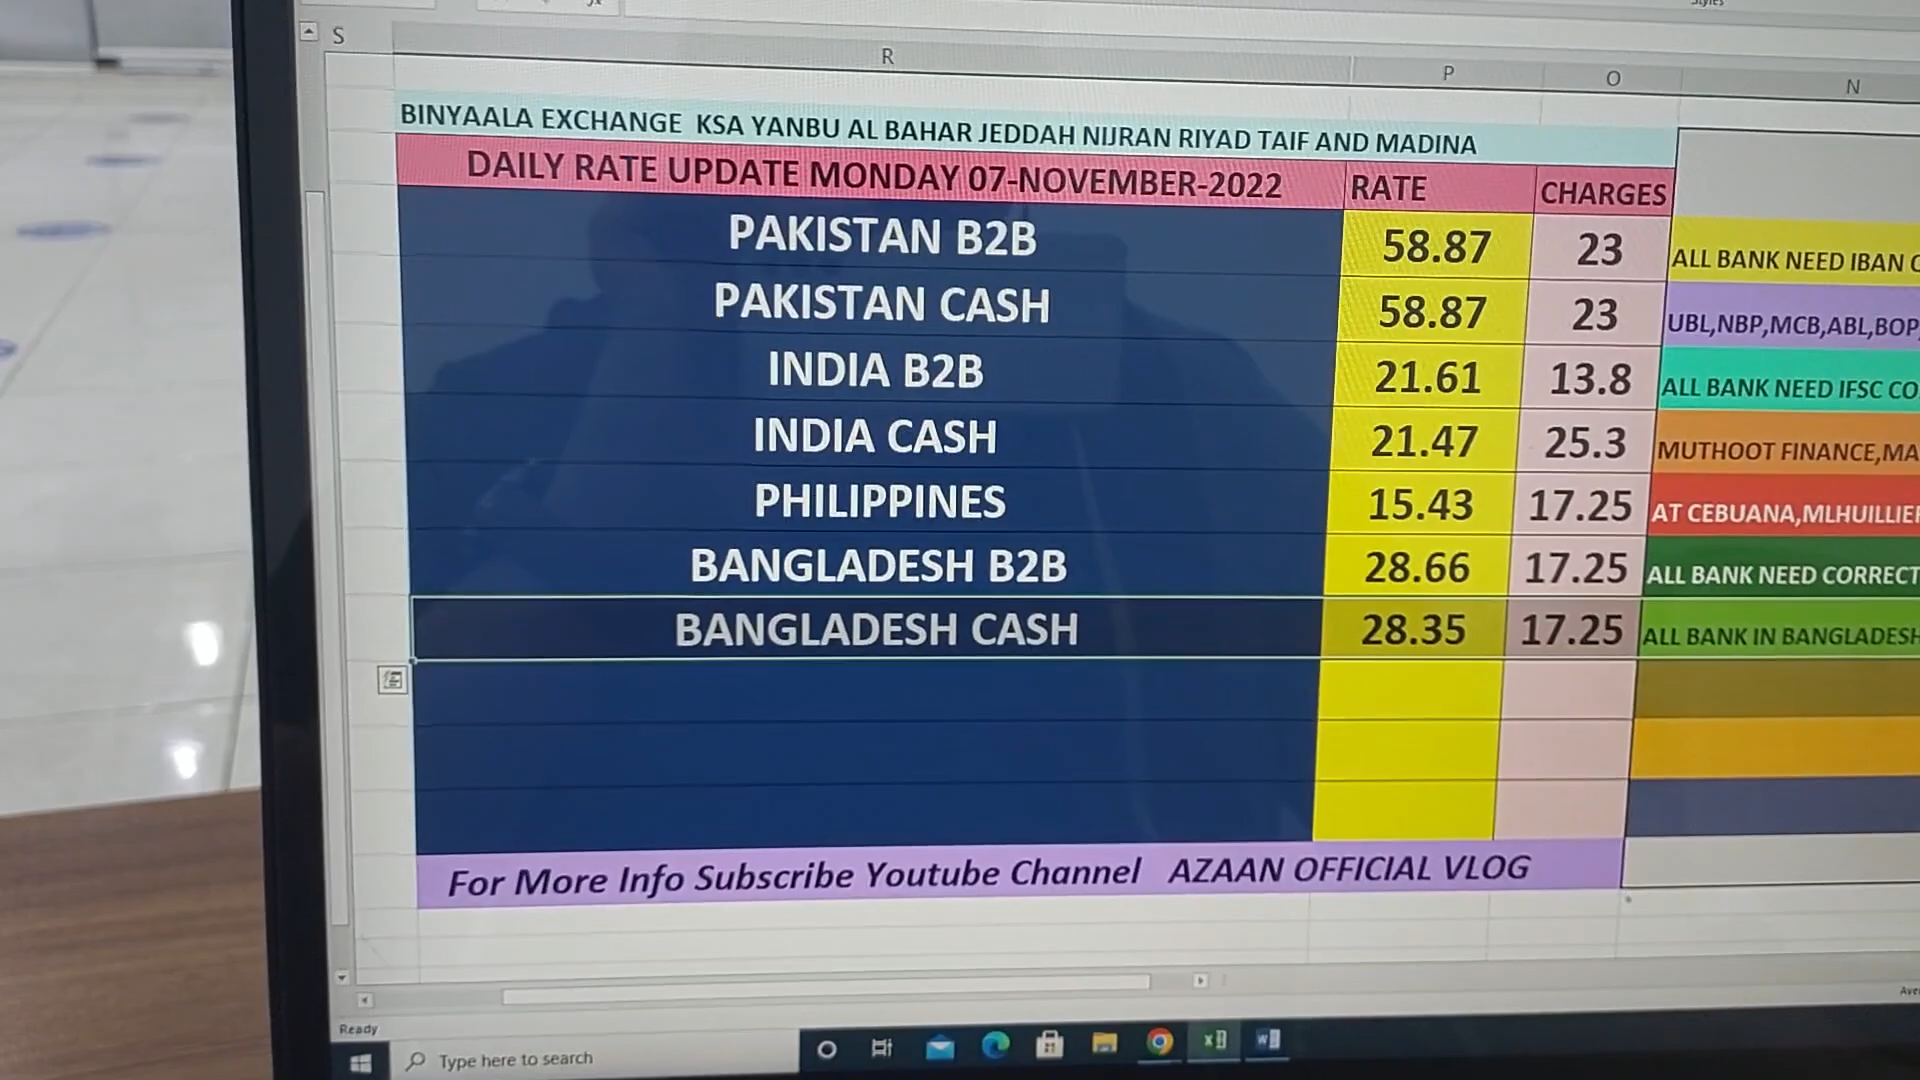 Styles
fx
S R P O N
BINYAALA EXCHANGE KSA YANBU AL BAHAR JEDDAH NIJRAN RIYAD TAIF AND MADINA
DAILY RATE UPDATE MONDAY 07-NOVEMBER-2022 RATE CHARGES
PAKISTAN B2B 58.87 23 ALL BANK NEED IBAN
PAKISTAN CASH 58.87 23 UBL,NBP,MCB,ABL,BOP,
INDIA B2B 21.61 13.8 ALL BANK NEED IFSC CO
INDIA CASH 21.47 25.3 MUTHOOT FINANCE,MA
PHILIPPINES 15.43 17.25 AT CEBUANA,MLHUILLIER
BANGLADESH B2B 28.66 17.25 ALL BANK NEED CORRECT
BANGLADESH CASH 28.35 17.25 ALL BANK IN BANGLADESH
For More Info Subscribe Youtube Channel AZAAN OFFICIAL VLOG
Ready
Type here to search